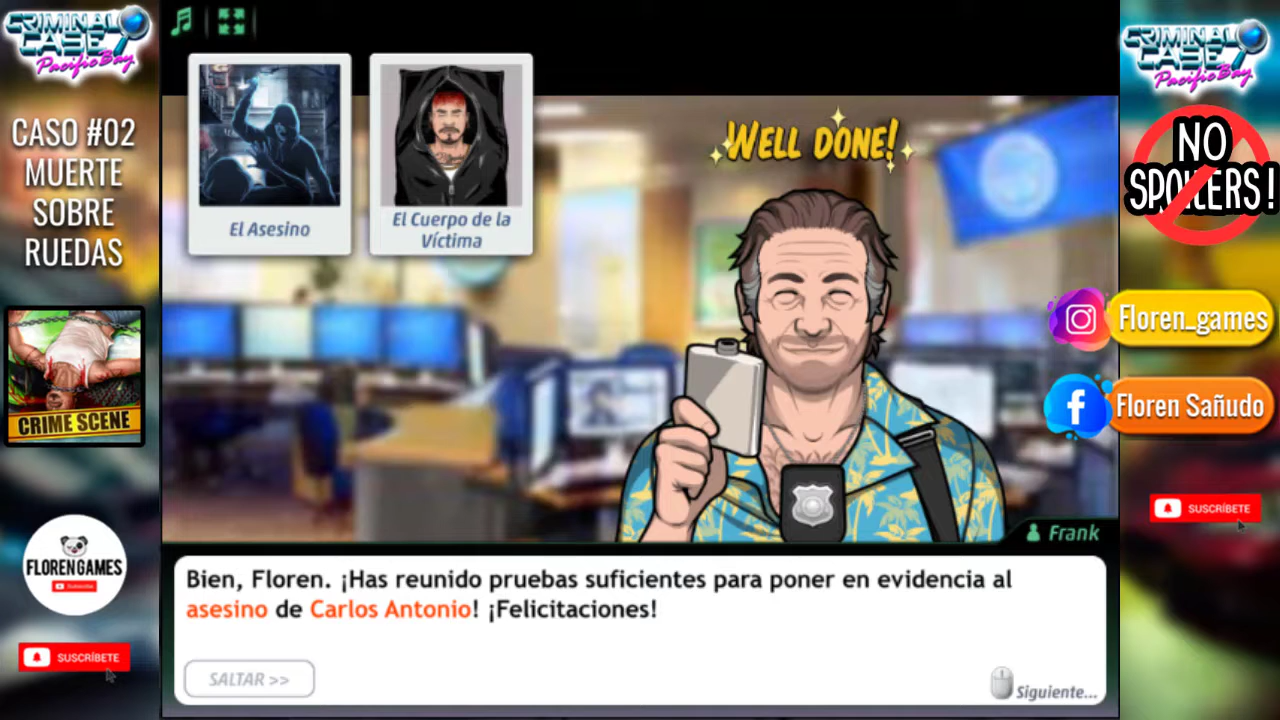 CRIMINAL
CASE
Pacific Bay
CASO #02
MUERTE
SOBRE
RUEDAS
CRIME SCENE
FLOREN GAMES
Subscribe
SUSCRÍBETE
El Asesino
El Cuerpo de la
Víctima
WELL DONE!
Frank
Bien, Floren. ¡Has reunido pruebas suficientes para poner en evidencia al
asesino de Carlos Antonio! ¡Felicitaciones!
SALTAR >>
Siguiente...
CRIMINAL
CASE
Pacific Bay
NO
SPOILERS!
Floren_games
Floren Sañudo
SUSCRÍBETE